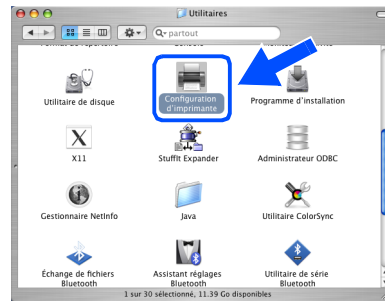 Utilitaires
partout
Utilitaire de disque
Configuration
d'imprimante
Programme d'installation
X11
StuffIt Expander
Administrateur ODBC
Gestionnaire NetInfo
Java
Utilitaire ColorSync
Échange de fichiers
Bluetooth
Assistant réglages
Bluetooth
Utilitaire de série
Bluetooth
1 sur 30 sélectionné, 11.39 Go disponibles